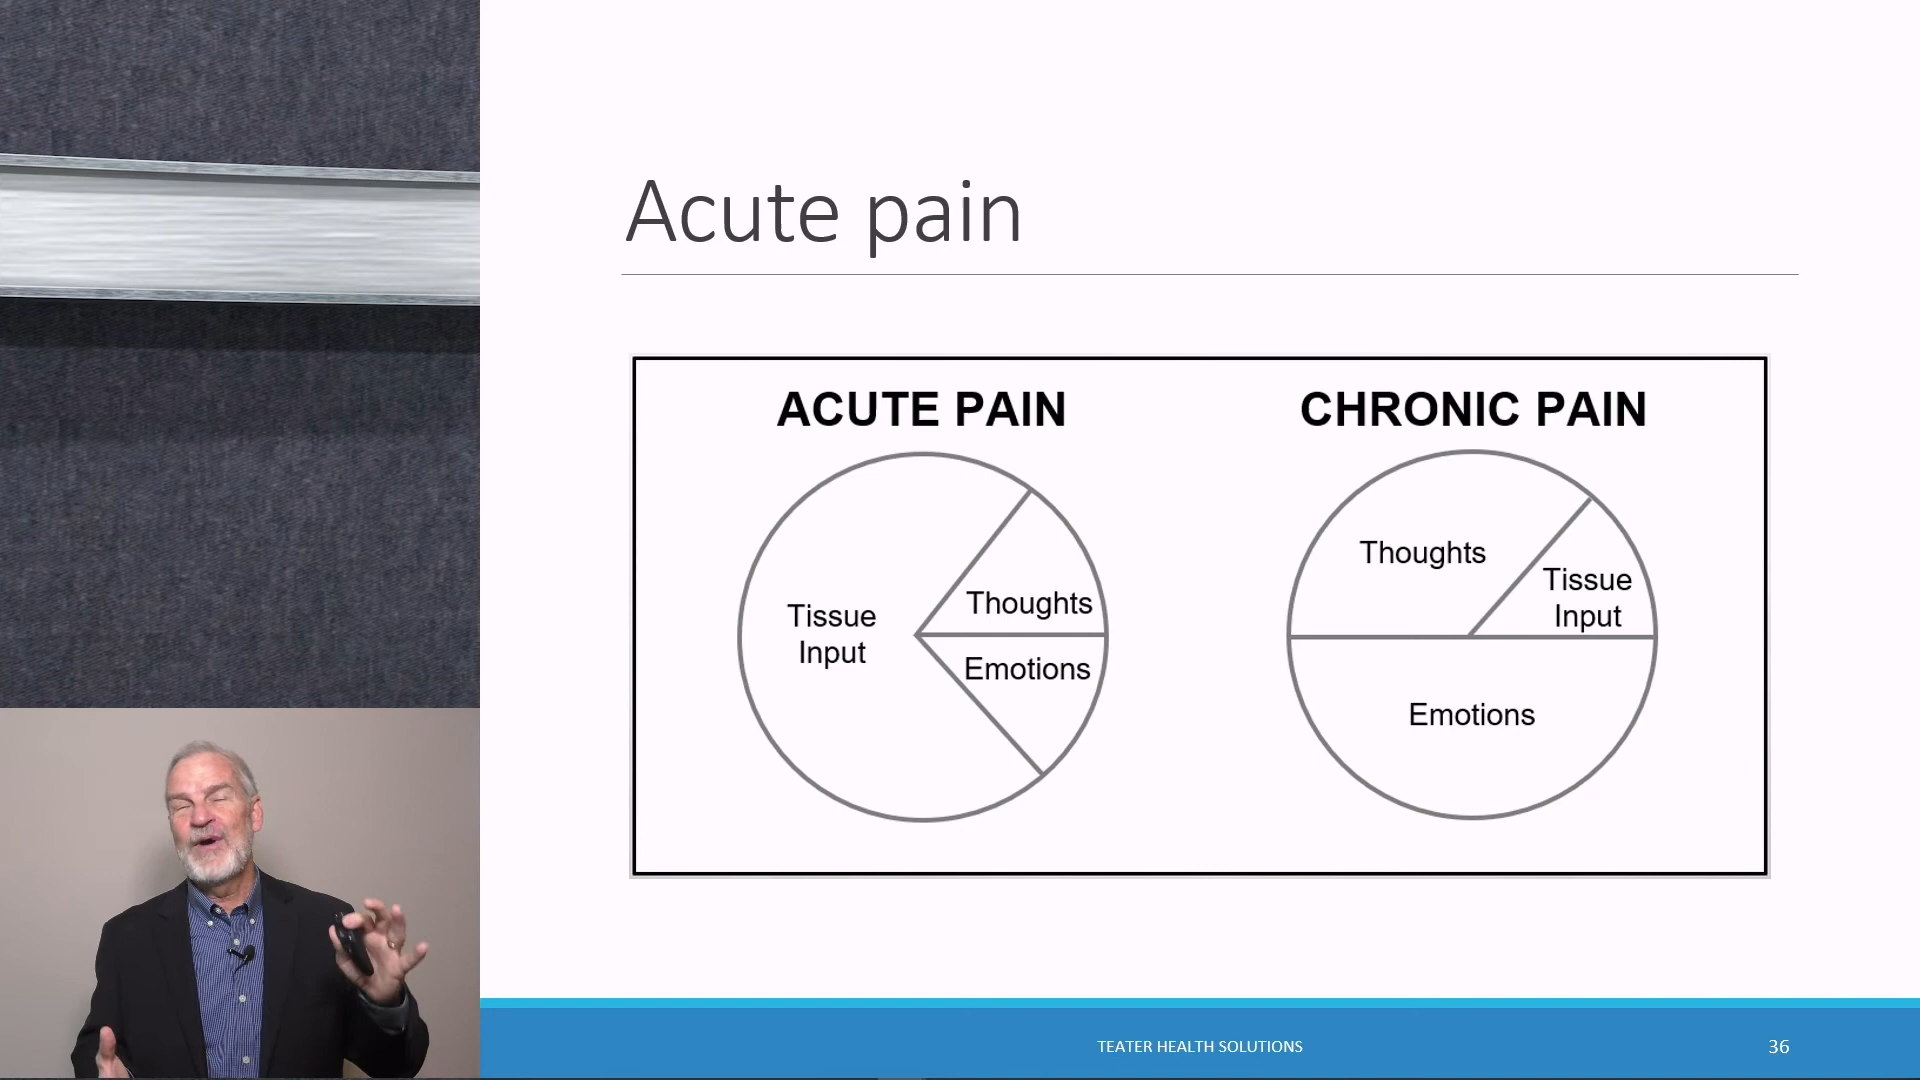 Acute pain
ACUTE PAIN
Tissue
Input
Thoughts
Emotions
CHRONIC PAIN
Thoughts
Tissue
Input
Emotions
TEATER HEALTH SOLUTIONS
36